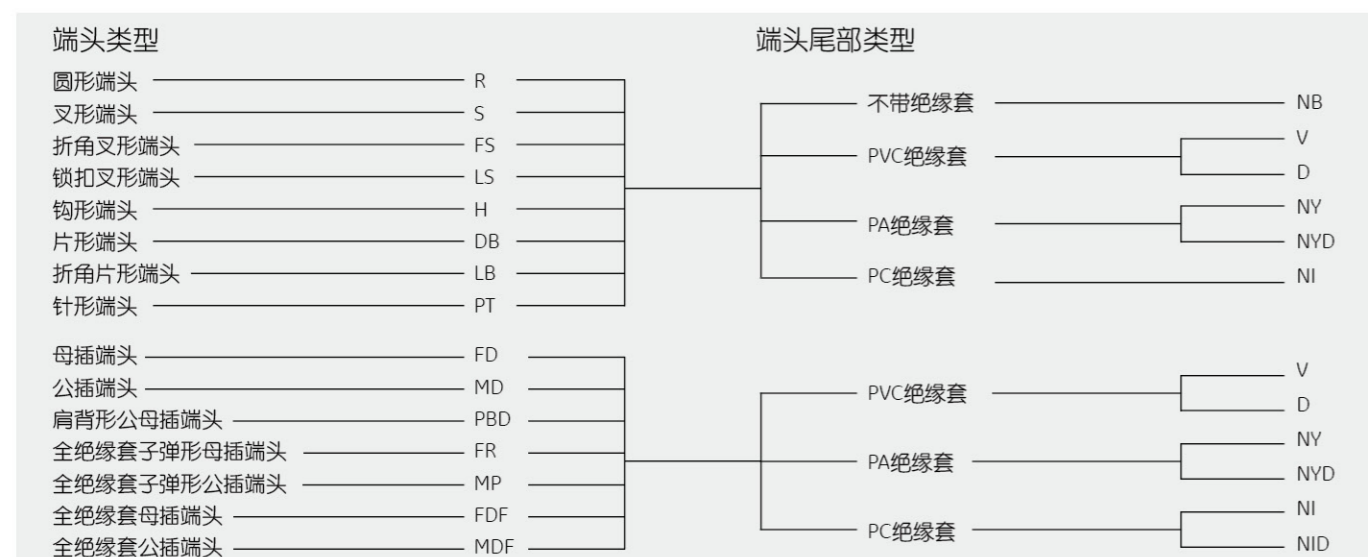 端头类型 端头尾部类型
圆形端头 R
叉形端头 S
折角叉形端头 FS
锁扣叉形端头 LS
钩形端头 H
片形端头 DB
折角片形端头 LB
针形端头 PT
不带绝缘套 NB
PVC绝缘套 V
D
PA绝缘套 NY
NYD
PC绝缘套 NI
母插端头 FD
公插端头 MD
肩背形公母插端头 PBD
全绝缘套子弹形母插端头 FR
全绝缘套子弹形公插端头 MP
全绝缘套母插端头 FDF
全绝缘套公插端头 MDF
PVC绝缘套 V
D
PA绝缘套 NY
NYD
PC绝缘套 NI
NID